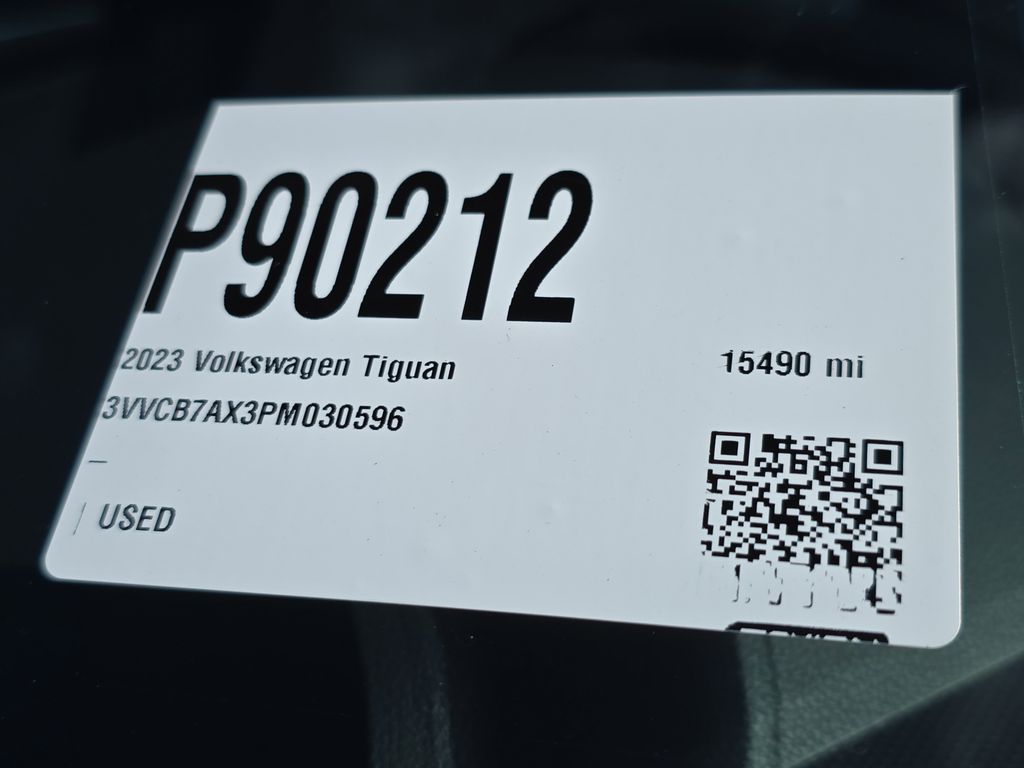 P90212
2023 Volkswagen Tiguan
15490 mi
3VVCB7AX3PM030596
–
| USED